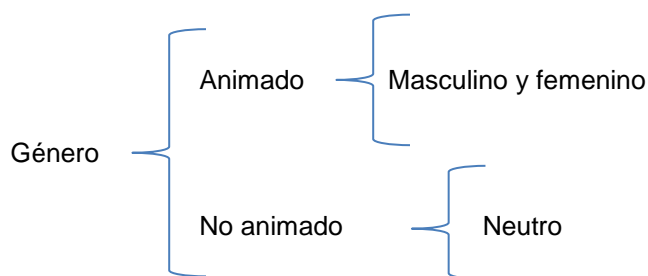 Animado
Masculino y femenino
Género
No animado
Neutro